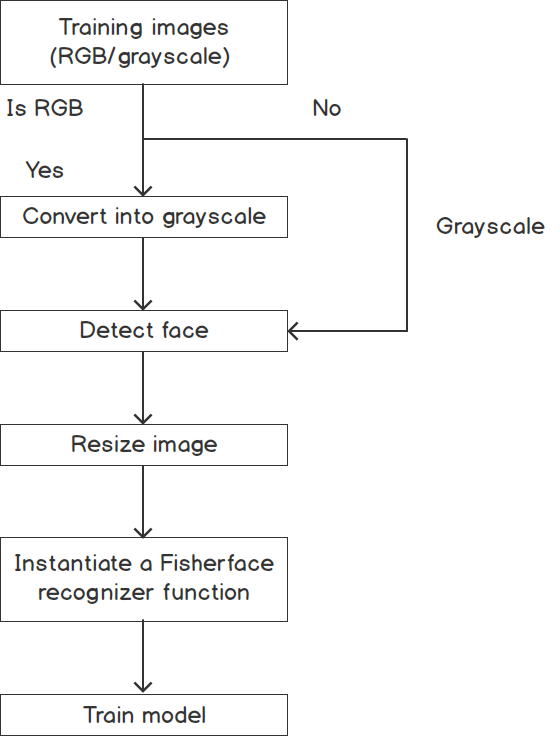 Training images
(RGB/grayscale)
Is RGB
No
Yes
Convert into grayscale
Grayscale
Detect face
Resize image
Instantiate a Fisherface
recognizer function
Train model